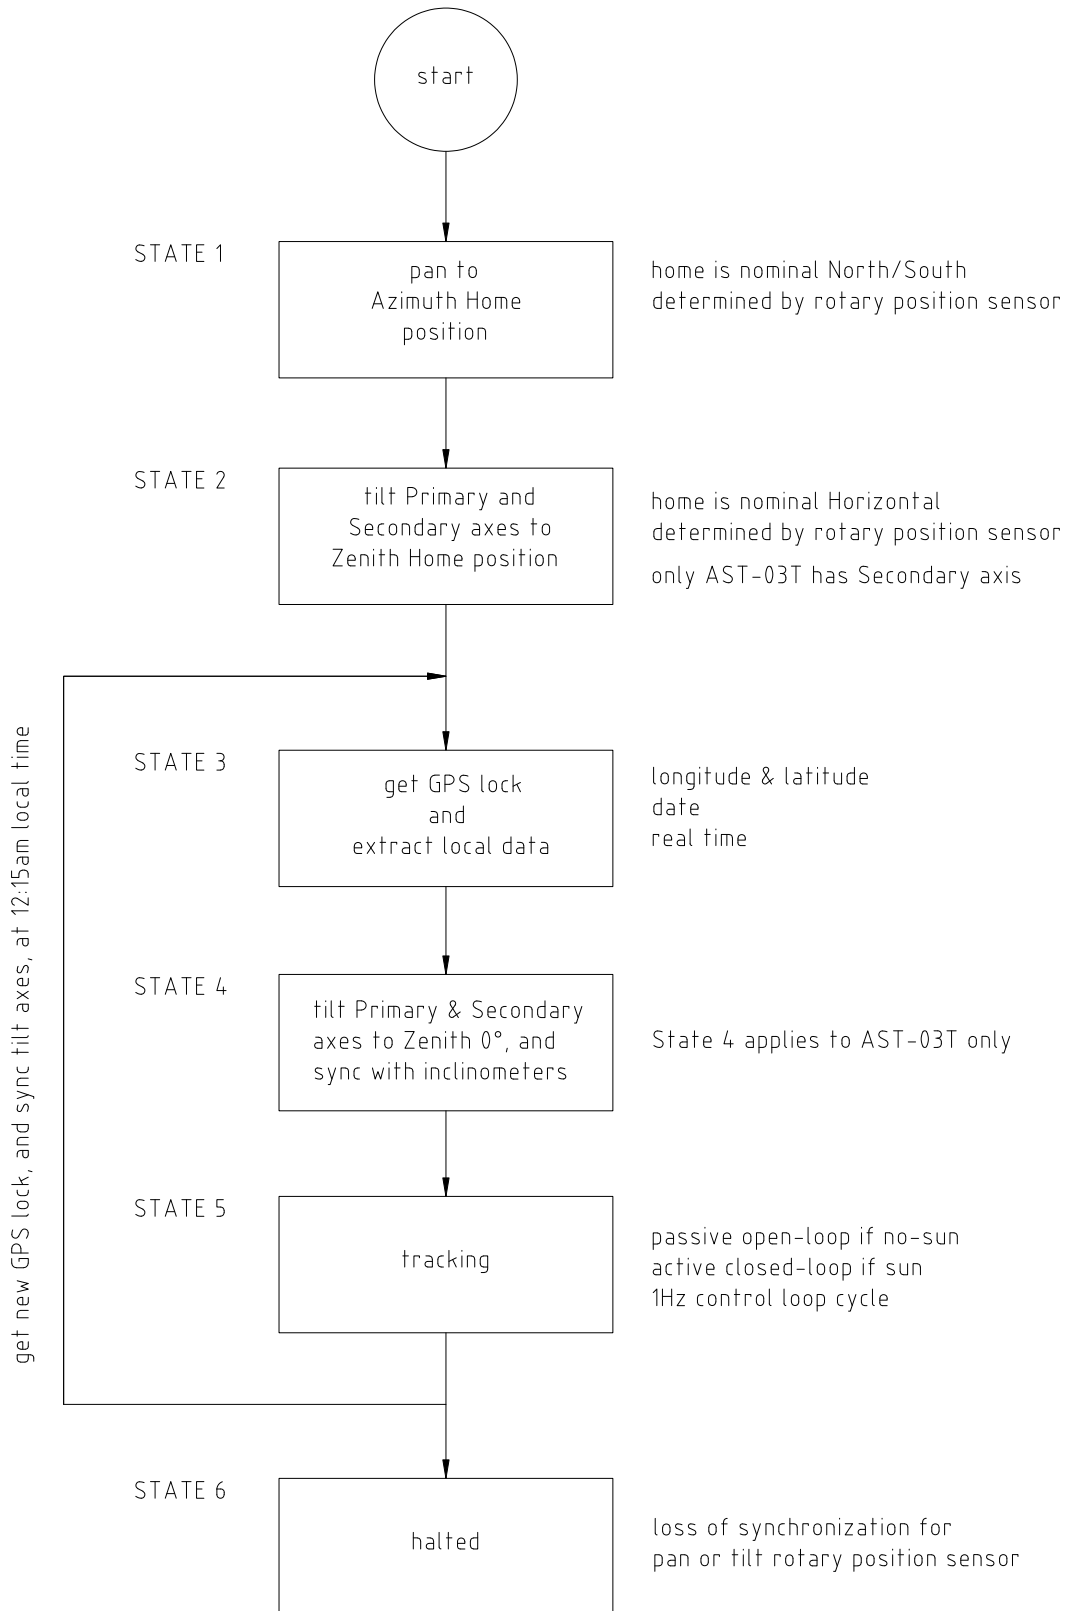 start
STATE 1
pan to
Azimuth Home
position
home is nominal North/South
determined by rotary position sensor
STATE 2
tilt Primary and
Secondary axes to
Zenith Home position
home is nominal Horizontal
determined by rotary position sensor
only AST-03T has Secondary axis
get new GPS lock, and sync tilt axes, at 12:15am local time
STATE 3
get GPS lock
and
extract local data
longitude & latitude
date
real time
STATE 4
tilt Primary & Secondary
axes to Zenith 0°, and
sync with inclinometers
State 4 applies to AST-03T only
STATE 5
tracking
passive open-loop if no-sun
active closed-loop if sun
1Hz control loop cycle
STATE 6
halted
loss of synchronization for
pan or tilt rotary position sensor